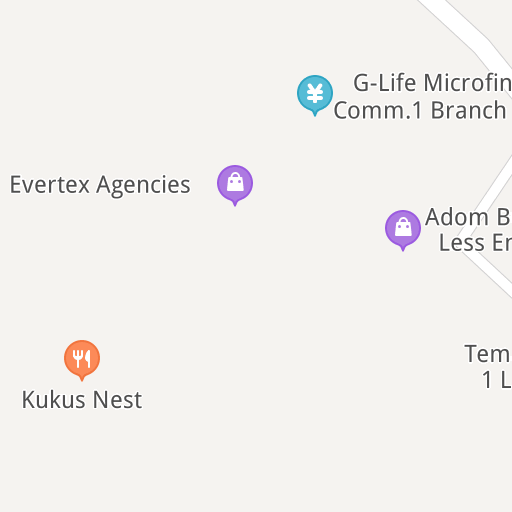 G-Life Microfin
Comm.1 Branch
Evertex Agencies
Adom B
Less En
Tem
1 L
Kukus Nest